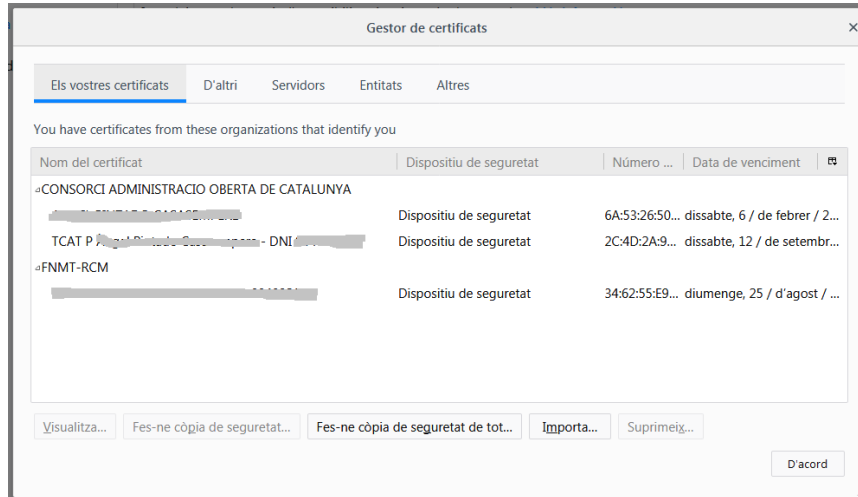 Gestor de certificats
Els vostres certificats D'altri Servidors Entitats Altres
You have certificates from these organizations that identify you
Nom del certificat Dispositiu de seguretat Número ... Data de venciment
CONSORCI ADMINISTRACIO OBERTA DE CATALUNYA
Dispositiu de seguretat 6A:53:26:50... dissabte, 6 / de febrer / 2...
TCAT P - DNI Dispositiu de seguretat 2C:4D:2A:9... dissabte, 12 / de setembr...
FNMT-RCM
Dispositiu de seguretat 34:62:55:E9... diumenge, 25 / d'agost / ...
Visualitza... Fes-ne còpia de seguretat... Fes-ne còpia de seguretat de tot... Importa... Suprimeix...
D'acord